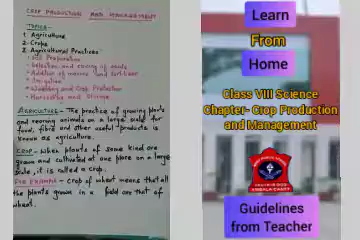 CROP PRODUCTION AND MANAGEMENT
TOPICS:-
1. Agriculture
2. Crops
3. Agricultural Practices
• Soil Preparation
• Selection and sowing of seeds
• Addition of manure and fertiliser
• Irrigation
• Weeding and Crop Protection
• Harvesting and Storage
AGRICULTURE - The practice of growing plants
and rearing animals on a large scale for
food, fibre and other useful products is
known as agriculture.
CROP - When plants of same kind are
grown and cultivated at one place on a large
scale, it is called a crop.
FOR EXAMPLE - Crop of wheat means that all
the plants grown in a field are that of
wheat.
Learn
From
Home
Class VIII Science
Chapter- Crop Production
and Management
AMBALA CANTT
Guidelines
from Teacher